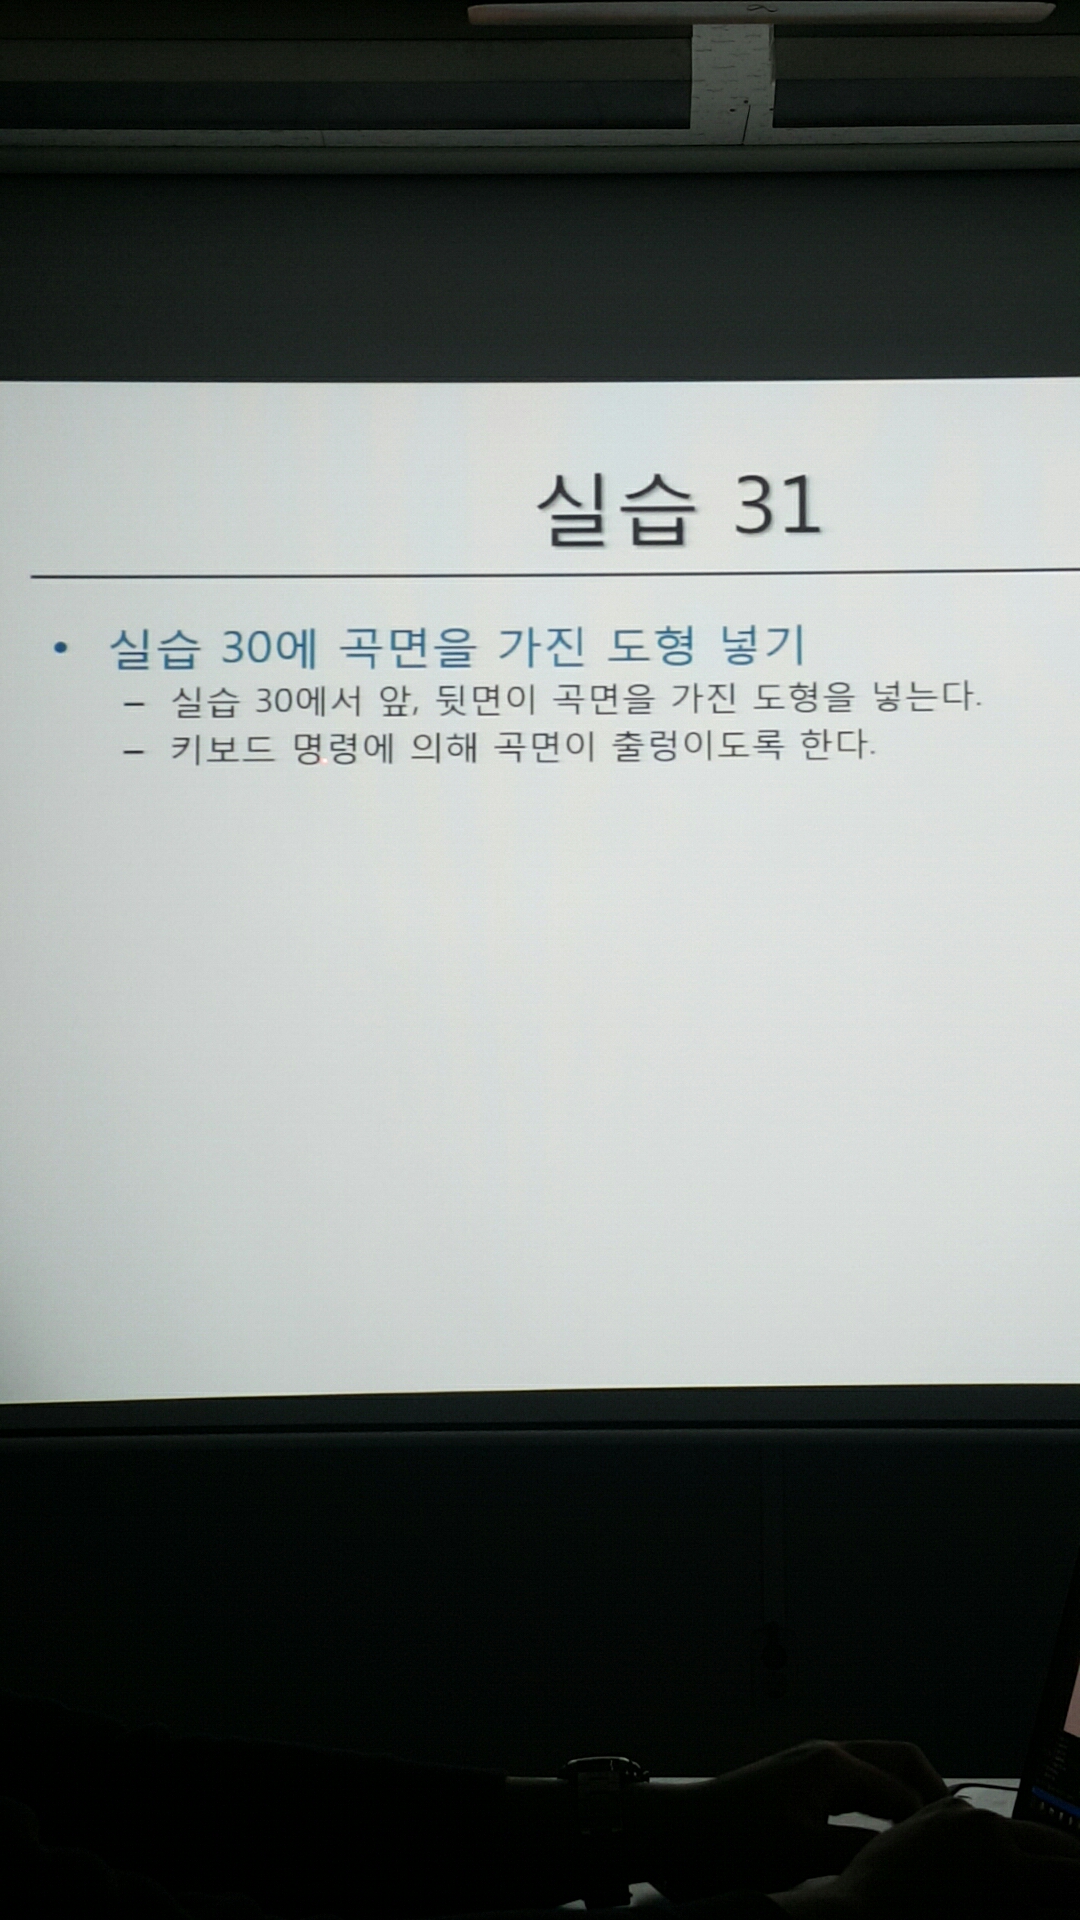 실습 31
• 실습 30에 곡면을 가진 도형 넣기
– 실습 30에서 앞, 뒷면이 곡면을 가진 도형을 넣는다.
– 키보드 명령에 의해 곡면이 출렁이도록 한다.